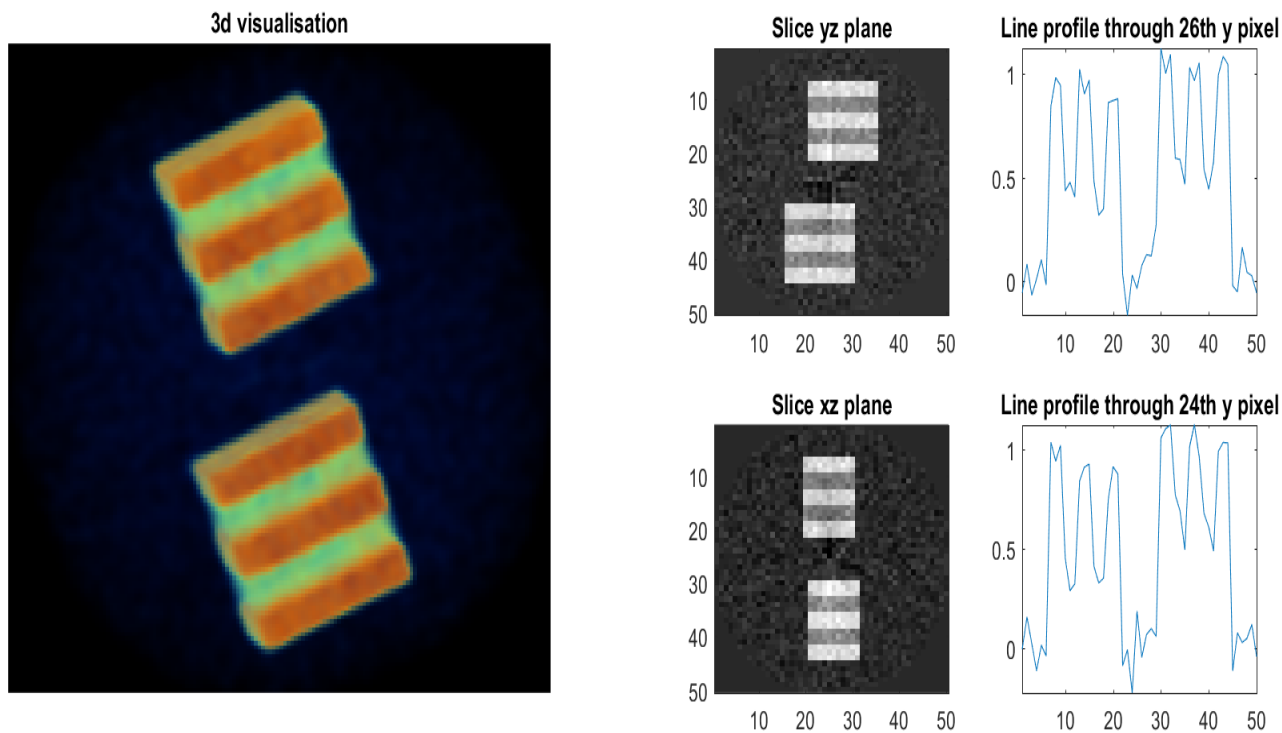 3d visualisation
Slice yz plane
10
20
30
40
50
10 20 30 40 50
Line profile through 26th y pixel
1
0.5
0
10 20 30 40 50
Slice xz plane
10
20
30
40
50
10 20 30 40 50
Line profile through 24th y pixel
1
0.5
0
10 20 30 40 50